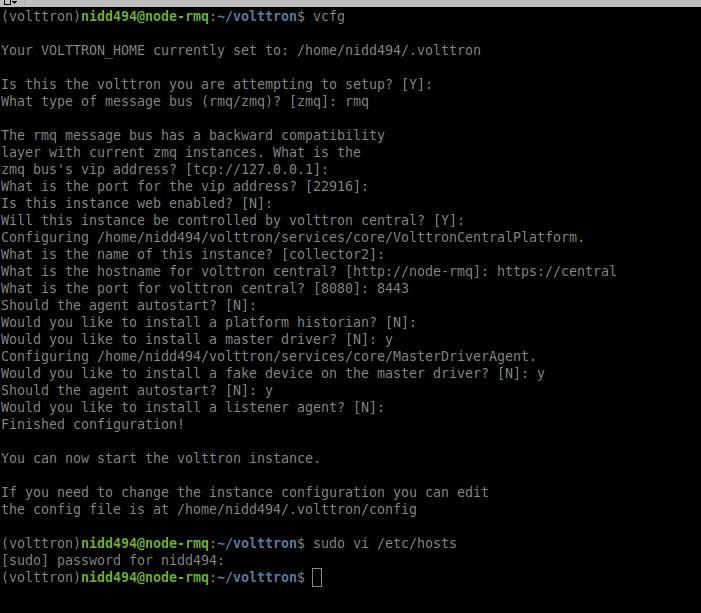 (volttron)nidd494@node-rmq:~/volttron$ vcfg
Your VOLTTRON_HOME currently set to: /home/nidd494/.volttron
Is this the volttron you are attempting to setup? [Y]:
What type of message bus (rmq/zmq)? [zmq]: rmq
The rmq message bus has a backward compatibility
layer with current zmq instances. What is the
zmq bus's vip address? [tcp://127.0.0.1]:
What is the port for the vip address? [22916]:
Is this instance web enabled? [N]:
Will this instance be controlled by volttron central? [Y]:
Configuring /home/nidd494/volttron/services/core/VolttronCentralPlatform.
What is the name of this instance? [collector2]:
What is the hostname for volttron central? [http://node-rmq]: https://central
What is the port for volttron central? [8080]: 8443
Should the agent autostart? [N]:
Would you like to install a platform historian? [N]:
Would you like to install a master driver? [N]: y
Configuring /home/nidd494/volttron/services/core/MasterDriverAgent.
Would you like to install a fake device on the master driver? [N]: y
Should the agent autostart? [N]: y
Would you like to install a listener agent? [N]:
Finished configuration!
You can now start the volttron instance.
If you need to change the instance configuration you can edit
the config file is at /home/nidd494/.volttron/config
(volttron)nidd494@node-rmq:~/volttron$ sudo vi /etc/hosts
[sudo] password for nidd494:
(volttron)nidd494@node-rmq:~/volttron$